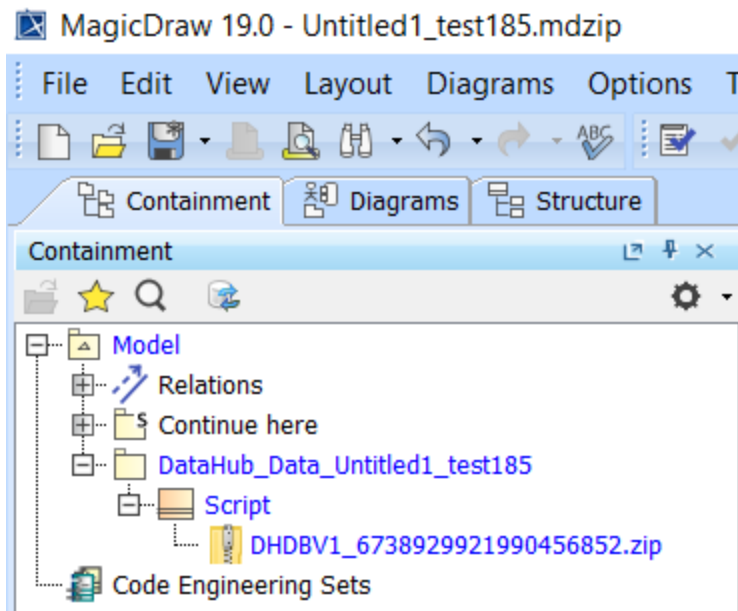 MagicDraw 19.0 - Untitled1_test185.mdzip
File Edit View Layout Diagrams Options T
ABC
Containment Diagrams Structure
Containment
Model
Relations
S Continue here
DataHub_Data_Untitled1_test185
Script
DHDBV1_6738929921990456852.zip
Code Engineering Sets